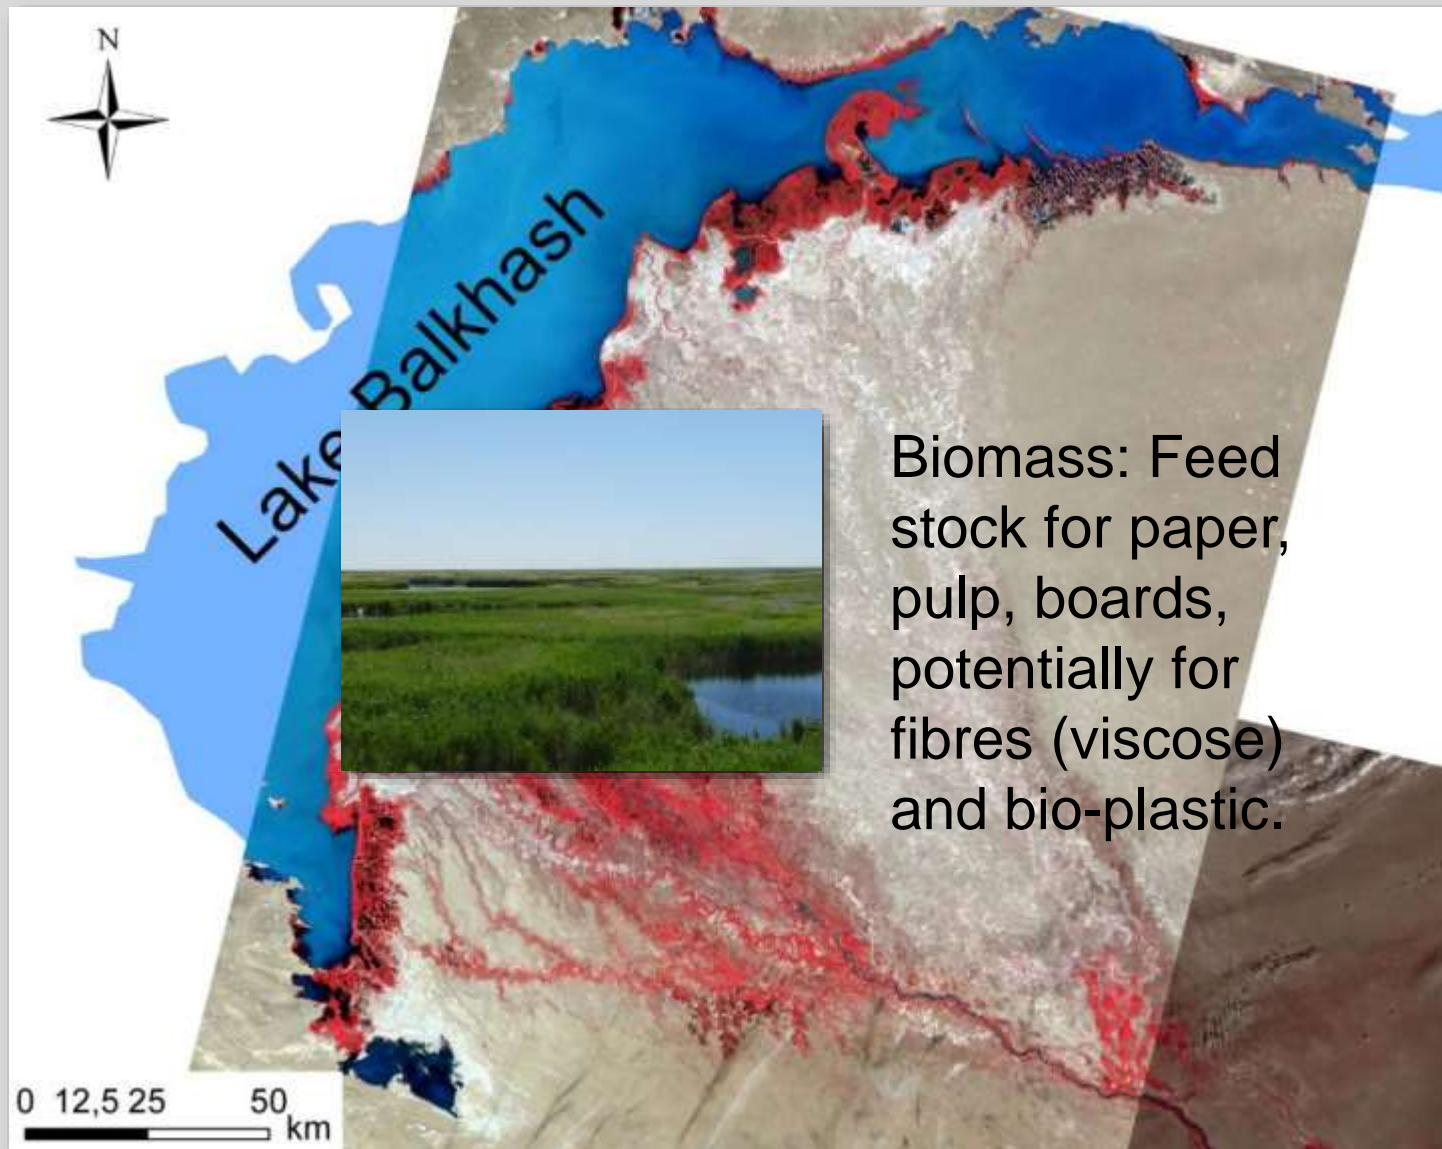 N
Lake Balkhash
Biomass: Feed
stock for paper,
pulp, boards,
potentially for
fibres (viscose)
and bio-plastic.
0 12,5 25 50
km